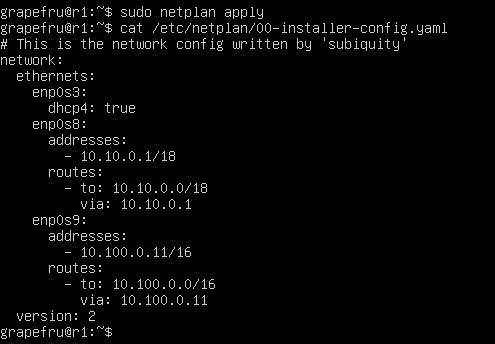 grapefru@r1:~$ sudo netplan apply
grapefru@r1:~$ cat /etc/netplan/00-installer-config.yaml
# This is the network config written by 'subiquity'
network:
  ethernets:
    enp0s3:
      dhcp4: true
    enp0s8:
      addresses:
        - 10.10.0.1/18
      routes:
        - to: 10.10.0.0/18
          via: 10.10.0.1
    enp0s9:
      addresses:
        - 10.100.0.11/16
      routes:
        - to: 10.100.0.0/16
          via: 10.100.0.11
  version: 2
grapefru@r1:~$